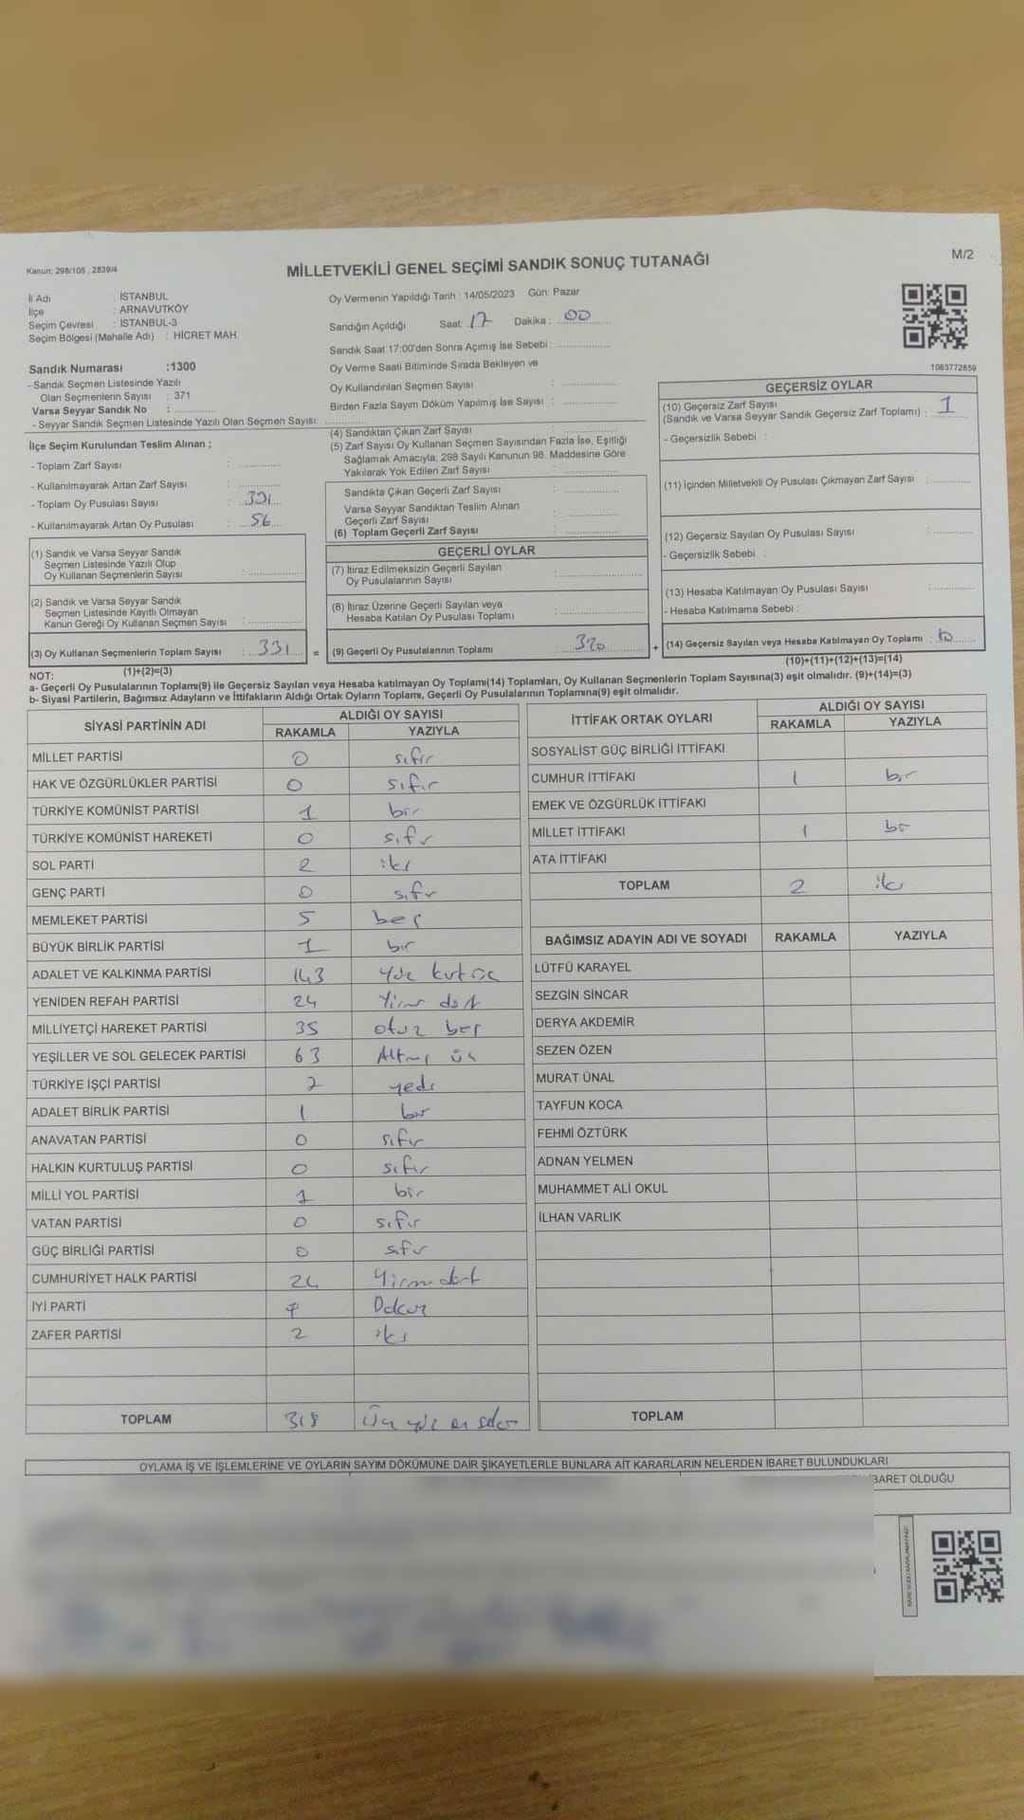 Kanun: 298/105 , 2839/4
M/2
MİLLETVEKİLİ GENEL SEÇİMİ SANDIK SONUÇ TUTANAĞI
İl Adı : İSTANBUL
İlçe : ARNAVUTKÖY
Seçim Çevresi : İSTANBUL-3
Seçim Bölgesi (Mahalle Adı) : HİCRET MAH.
Oy Vermenin Yapıldığı Tarih : 14/05/2023 Gün: Pazar
Sandığın Açıldığı Saat: 17 Dakika : 00
Sandık Saat 17:00'den Sonra Açımış İse Sebebi :
Oy Verme Saati Bitiminde Sırada Bekleyen ve
Oy Kullandırılan Seçmen Sayısı :
Birden Fazla Sayım Döküm Yapılmış İse Sayısı :
1083772859
Sandık Numarası :1300
- Sandık Seçmen Listesinde Yazılı
Olan Seçmenlerin Sayısı : 371
Varsa Seyyar Sandık No :
- Seyyar Sandık Seçmen Listesinde Yazılı Olan Seçmen Sayısı:
İlçe Seçim Kurulundan Teslim Alınan ;
- Toplam Zarf Sayısı :
- Kullanılmayarak Artan Zarf Sayısı :
- Toplam Oy Pusulası Sayısı :
- Kullanılmayarak Artan Oy Pusulası : 56
(1) Sandık ve Varsa Seyyar Sandık
Seçmen Listesinde Yazılı Olup
Oy Kullanan Seçmenlerin Sayısı :
(2) Sandık ve Varsa Seyyar Sandık
Seçmen Listesinde Kayıtlı Olmayan
Kanun Gereği Oy Kullanan Seçmen Sayısı :
(3) Oy Kullanan Seçmenlerin Toplam Sayısı : 331 =
(1)+(2)=(3)
(4) Sandıktan Çıkan Zarf Sayısı :
(5) Zarf Sayısı Oy Kullanan Seçmen Sayısından Fazla İse, Eşitliği
Sağlamak Amacıyla; 298 Sayılı Kanunun 98. Maddesine Göre
Yakılarak Yok Edilen Zarf Sayısı :
Sandıkta Çıkan Geçerli Zarf Sayısı :
Varsa Seyyar Sandıktan Teslim Alınan
Geçerli Zarf Sayısı :
(6) Toplam Geçerli Zarf Sayısı :
GEÇERLİ OYLAR
(7) İtiraz Edilmeksizin Geçerli Sayılan
Oy Pusulalarının Sayısı :
(8) İtiraz Üzerine Geçerli Sayılan veya
Hesaba Katılan Oy Pusulası Toplamı :
(9) Geçerli Oy Pusulalarının Toplamı : 320 +
GEÇERSİZ OYLAR
(10) Geçersiz Zarf Sayısı
(Sandık ve Varsa Seyyar Sandık Geçersiz Zarf Toplamı) : 1
- Geçersizlik Sebebi :
(11) İçinden Milletvekili Oy Pusulası Çıkmayan Zarf Sayısı :
(12) Geçersiz Sayılan Oy Pusulası Sayısı :
- Geçersizlik Sebebi :
(13) Hesaba Katılmayan Oy Pusulası Sayısı :
- Hesaba Katılmama Sebebi :
(14) Geçersiz Sayılan veya Hesaba Katılmayan Oy Toplamı :
(10)+(11)+(12)+(13)=(14)
NOT:
a- Geçerli Oy Pusulalarının Toplamı(9) ile Geçersiz Sayılan veya Hesaba katılmayan Oy Toplamı(14) Toplamları, Oy Kullanan Seçmenlerin Toplam Sayısına(3) eşit olmalıdır. (9)+(14)=(3)
b- Siyasi Partilerin, Bağımsız Adayların ve İttifakların Aldığı Ortak Oyların Toplamı, Geçerli Oy Pusulalarının Toplamına(9) eşit olmalıdır.
SİYASİ PARTİNİN ADI ALDIĞI OY SAYISI
RAKAMLA YAZIYLA
MİLLET PARTİSİ 0 sıfır
HAK VE ÖZGÜRLÜKLER PARTİSİ 0 sıfır
TÜRKİYE KOMÜNİST PARTİSİ 1 bir
TÜRKİYE KOMÜNİST HAREKETİ 0 sıfır
SOL PARTİ 2 iki
GENÇ PARTİ 0 sıfır
MEMLEKET PARTİSİ 5 beş
BÜYÜK BİRLİK PARTİSİ 1 bir
ADALET VE KALKINMA PARTİSİ 143
YENİDEN REFAH PARTİSİ 24 Yirmi dört
MİLLİYETÇİ HAREKET PARTİSİ 35 otuz beş
YEŞİLLER VE SOL GELECEK PARTİSİ 63 Altmış üç
TÜRKİYE İŞÇİ PARTİSİ 7 yedi
ADALET BİRLİK PARTİSİ 1 bir
ANAVATAN PARTİSİ 0 sıfır
HALKIN KURTULUŞ PARTİSİ 0 sıfır
MİLLİ YOL PARTİSİ 1 bir
VATAN PARTİSİ 0 sıfır
GÜÇ BİRLİĞİ PARTİSİ 0 sıfır
CUMHURİYET HALK PARTİSİ 24 Yirmi dört
İYİ PARTİ 9 Dokuz
ZAFER PARTİSİ 2 iki
TOPLAM 318 Üç yüz on sekiz
İTTİFAK ORTAK OYLARI ALDIĞI OY SAYISI
RAKAMLA YAZIYLA
SOSYALİST GÜÇ BİRLİĞİ İTTİFAKI
CUMHUR İTTİFAKI 1 bir
EMEK VE ÖZGÜRLÜK İTTİFAKI
MİLLET İTTİFAKI 1 bir
ATA İTTİFAKI
TOPLAM 2 iki
BAĞIMSIZ ADAYIN ADI VE SOYADI RAKAMLA YAZIYLA
LÜTFÜ KARAYEL
SEZGİN SİNCAR
DERYA AKDEMİR
SEZEN ÖZEN
MURAT ÜNAL
TAYFUN KOCA
FEHMİ ÖZTÜRK
ADNAN YELMEN
MUHAMMET ALİ OKUL
İLHAN VARLIK
TOPLAM
OYLAMA İŞ VE İŞLEMLERİNE VE OYLARIN SAYIM DÖKÜMÜNE DAİR ŞİKAYETLERLE BUNLARA AİT KARARLARIN NELERDEN İBARET BULUNDUKLARI
İBARET OLDUĞU